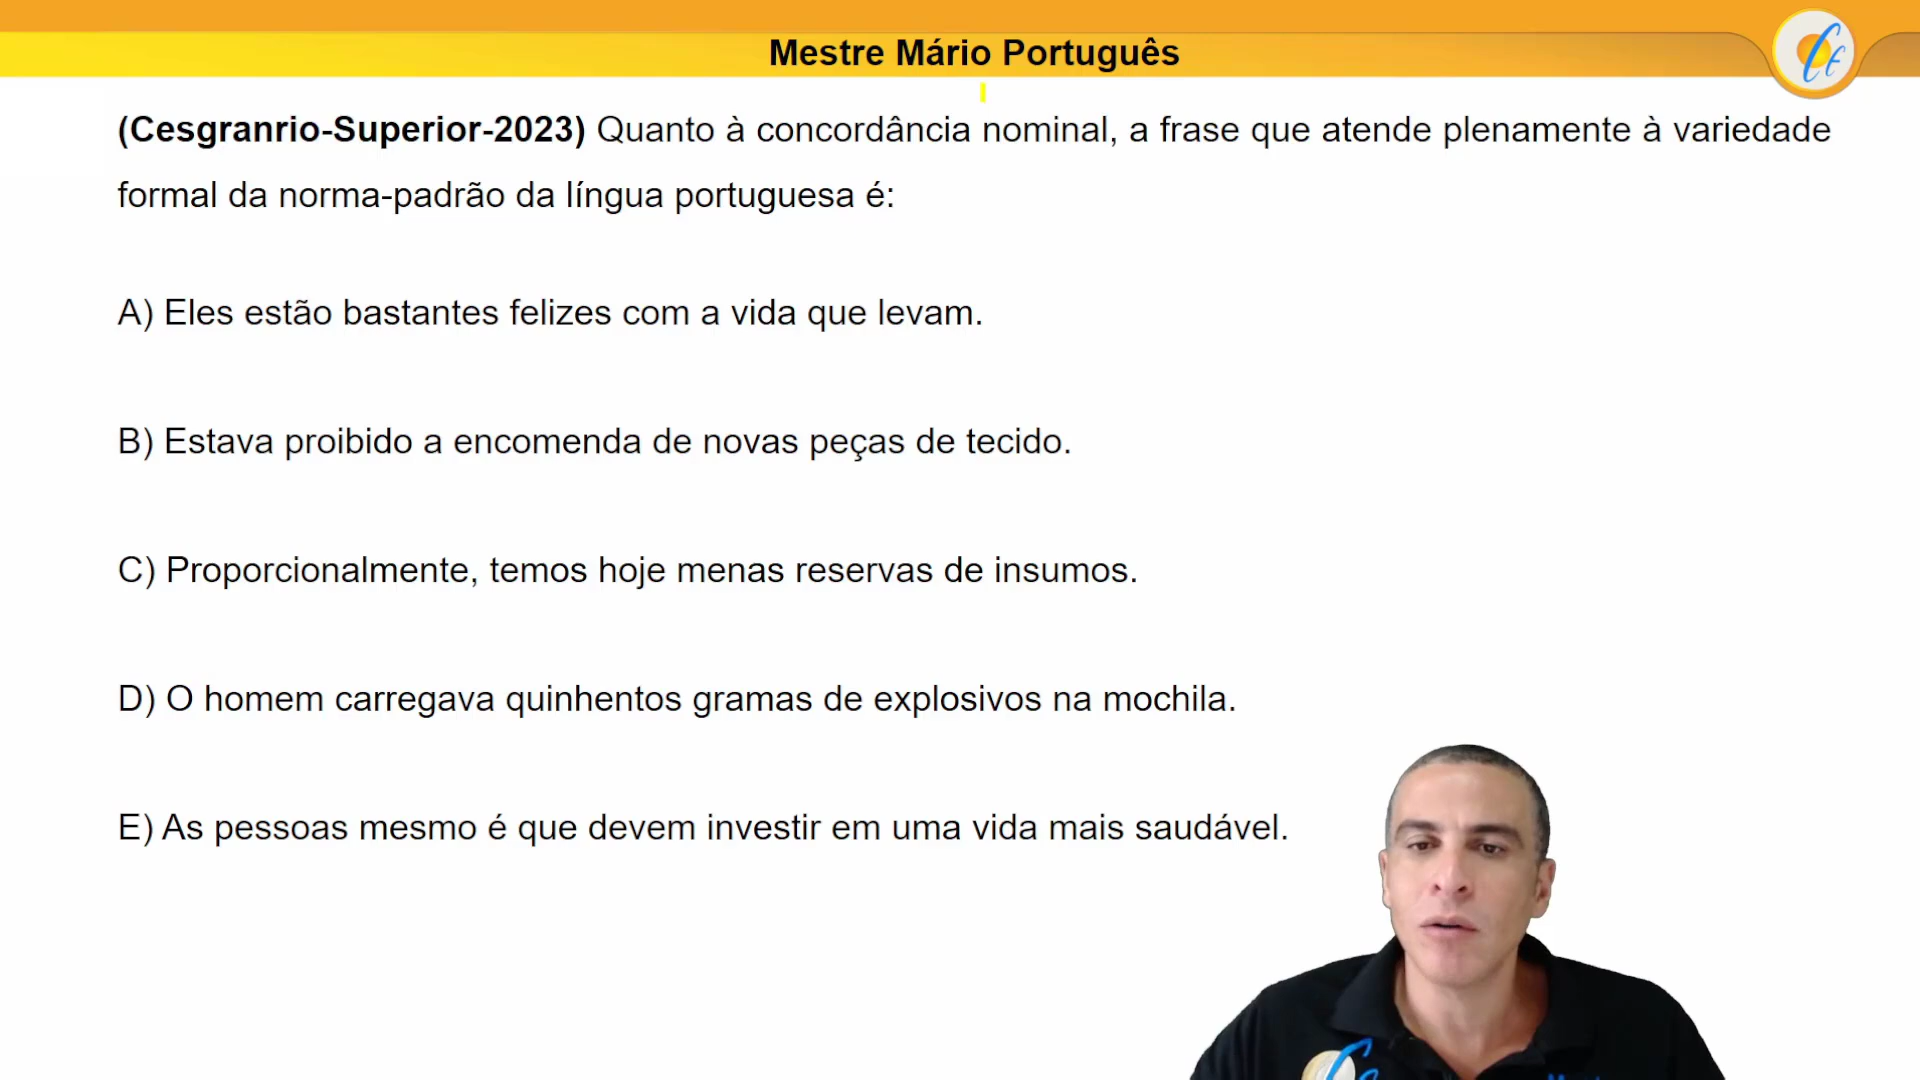 Mestre Mário Português
(Cesgranrio-Superior-2023) Quanto à concordância nominal, a frase que atende plenamente à variedade
formal da norma-padrão da língua portuguesa é:
A) Eles estão bastantes felizes com a vida que levam.
B) Estava proibido a encomenda de novas peças de tecido.
C) Proporcionalmente, temos hoje menas reservas de insumos.
D) O homem carregava quinhentos gramas de explosivos na mochila.
E) As pessoas mesmo é que devem investir em uma vida mais saudável.